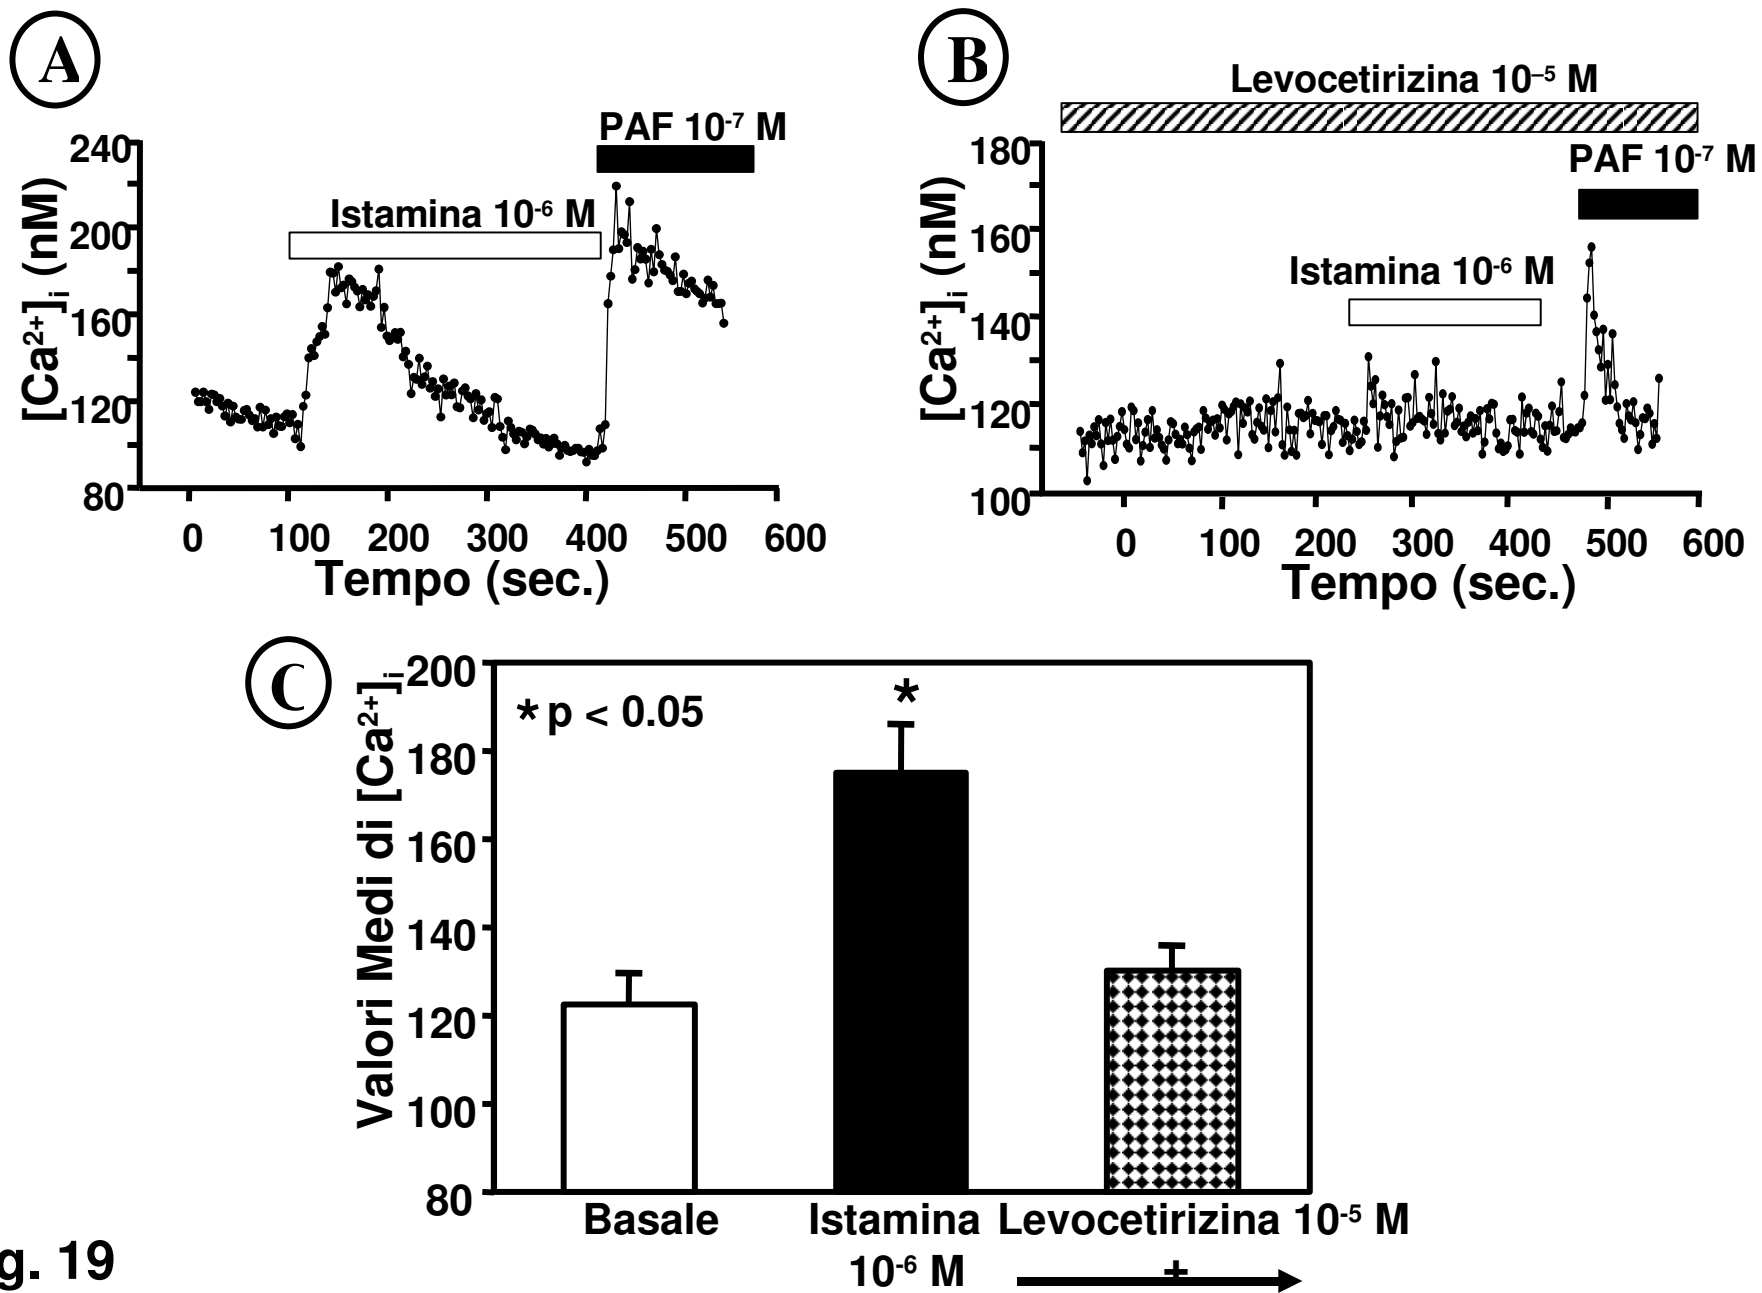 A
PAF 10⁻⁷ M
Istamina 10⁻⁶ M
[Ca²⁺]ᵢ (nM)
240
200
160
120
80
0 100 200 300 400 500 600
Tempo (sec.)
B
Levocetirizina 10⁻⁵ M
PAF 10⁻⁷ M
Istamina 10⁻⁶ M
[Ca²⁺]ᵢ (nM)
180
160
140
120
100
0 100 200 300 400 500 600
Tempo (sec.)
C
Valori Medi di [Ca²⁺]ᵢ
200
180
160
140
120
100
80
* p < 0.05
*
Basale Istamina Levocetirizina 10⁻⁵ M
10⁻⁶ M +
g. 19